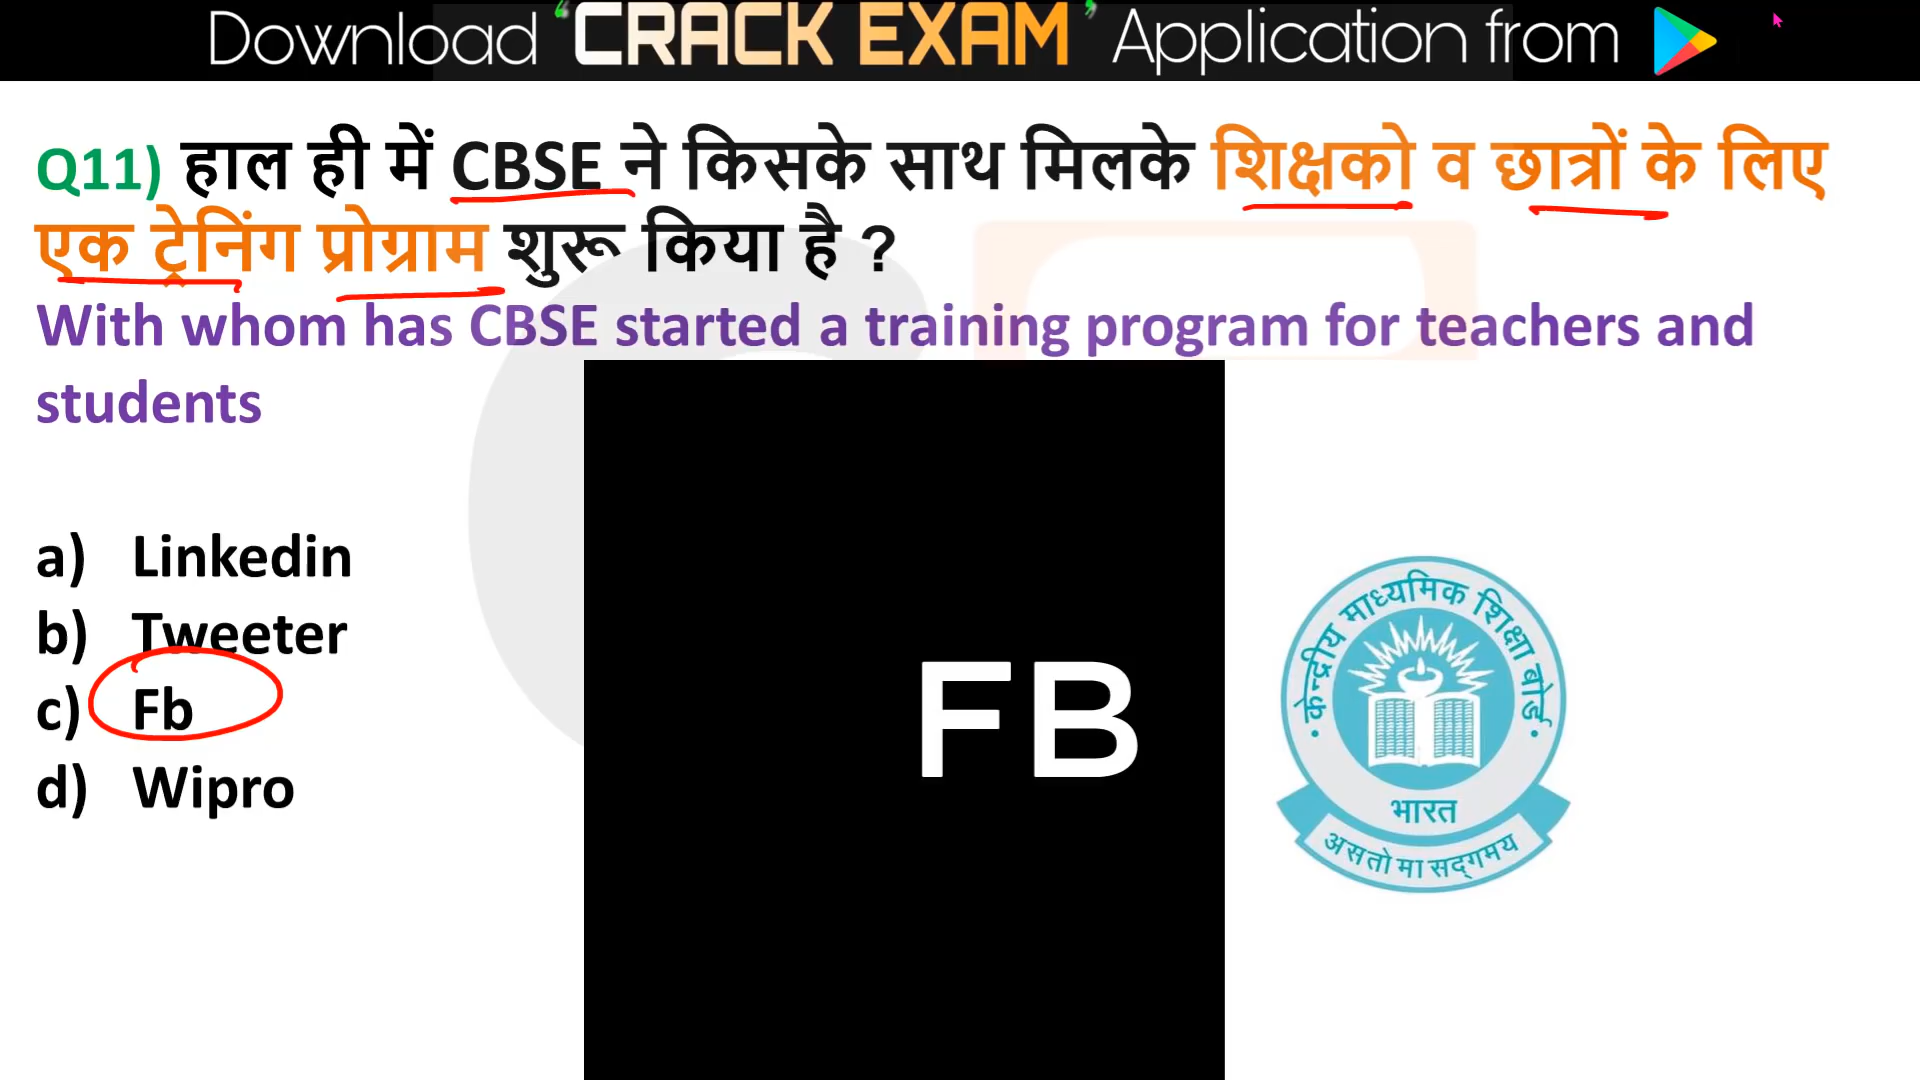 Download 'CRACK EXAM' Application from
Q11) हाल ही में CBSE ने किसके साथ मिलके शिक्षको व छात्रों के लिए
एक ट्रेनिंग प्रोग्राम शुरू किया है ?
With whom has CBSE started a training program for teachers and
students
a) Linkedin
b) Tweeter
c) Fb
d) Wipro
FB
केन्द्रीय माध्यमिक शिक्षा बोर्ड
भारत
असतो मा सद्गमय